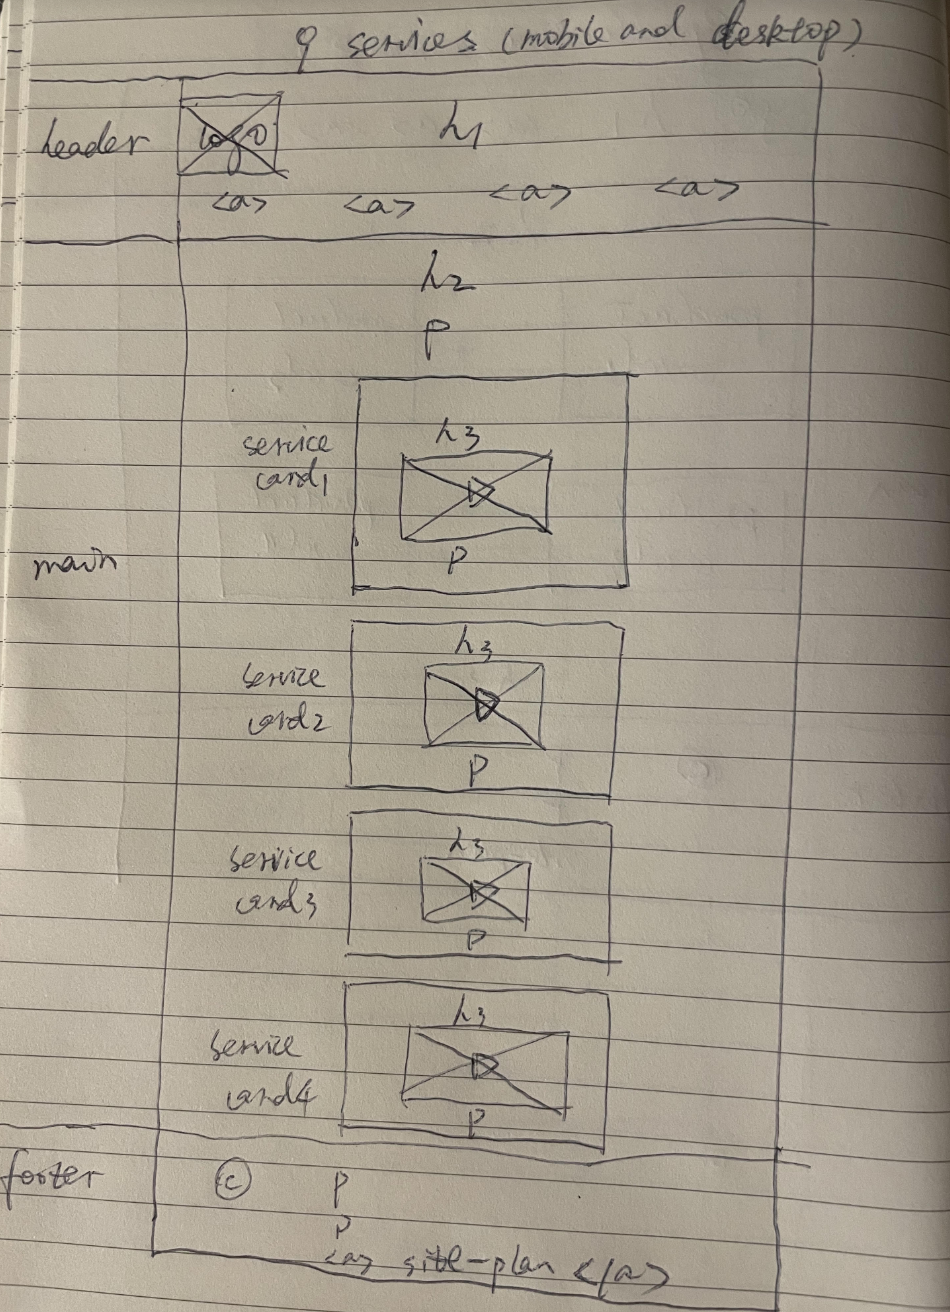 9 services (mobile and desktop)
header
logo
h1
<a> <a> <a> <a>
h2
P
main
service card1
h3
P
service card2
h3
P
service card3
h3
P
service card4
h3
P
footer
© P
P
<a> site-plan </a>